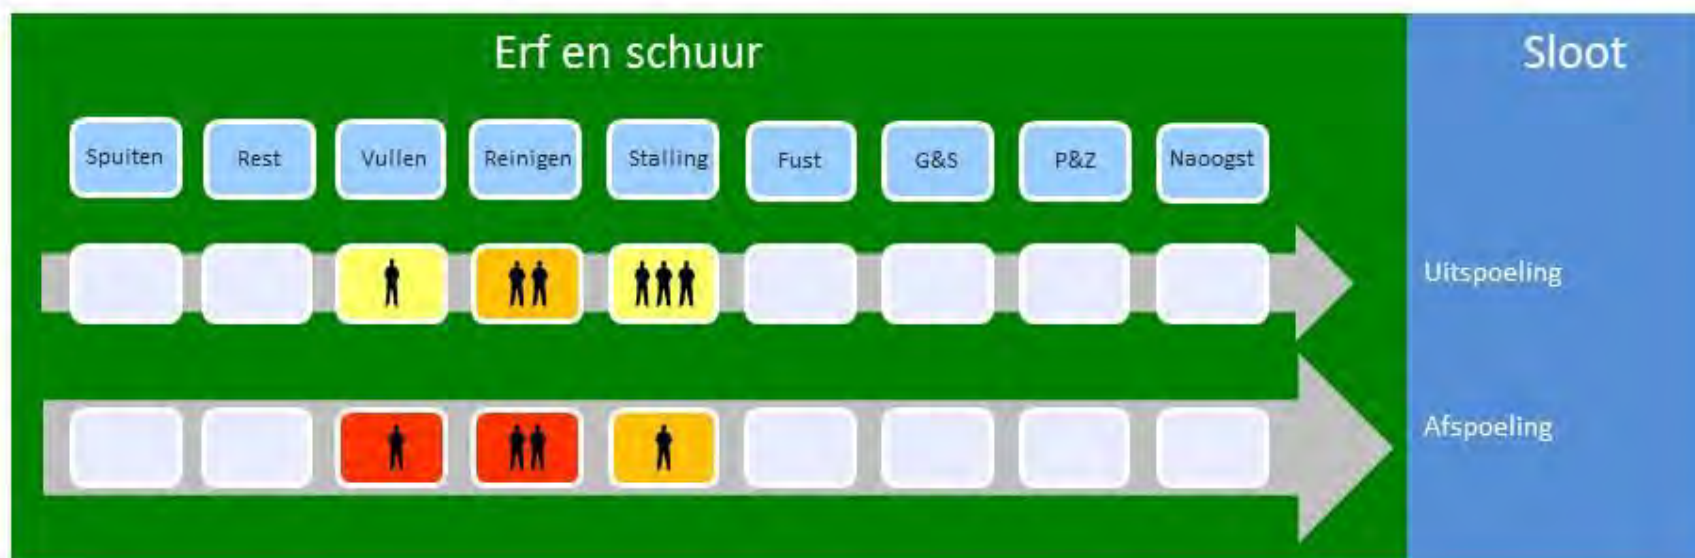 Erf en schuur
Sloot
Spuiten
Rest
Vullen
Reinigen
Stalling
Fust
G&S
P&Z
Naoogst
Uitspoeling
Afspoeling